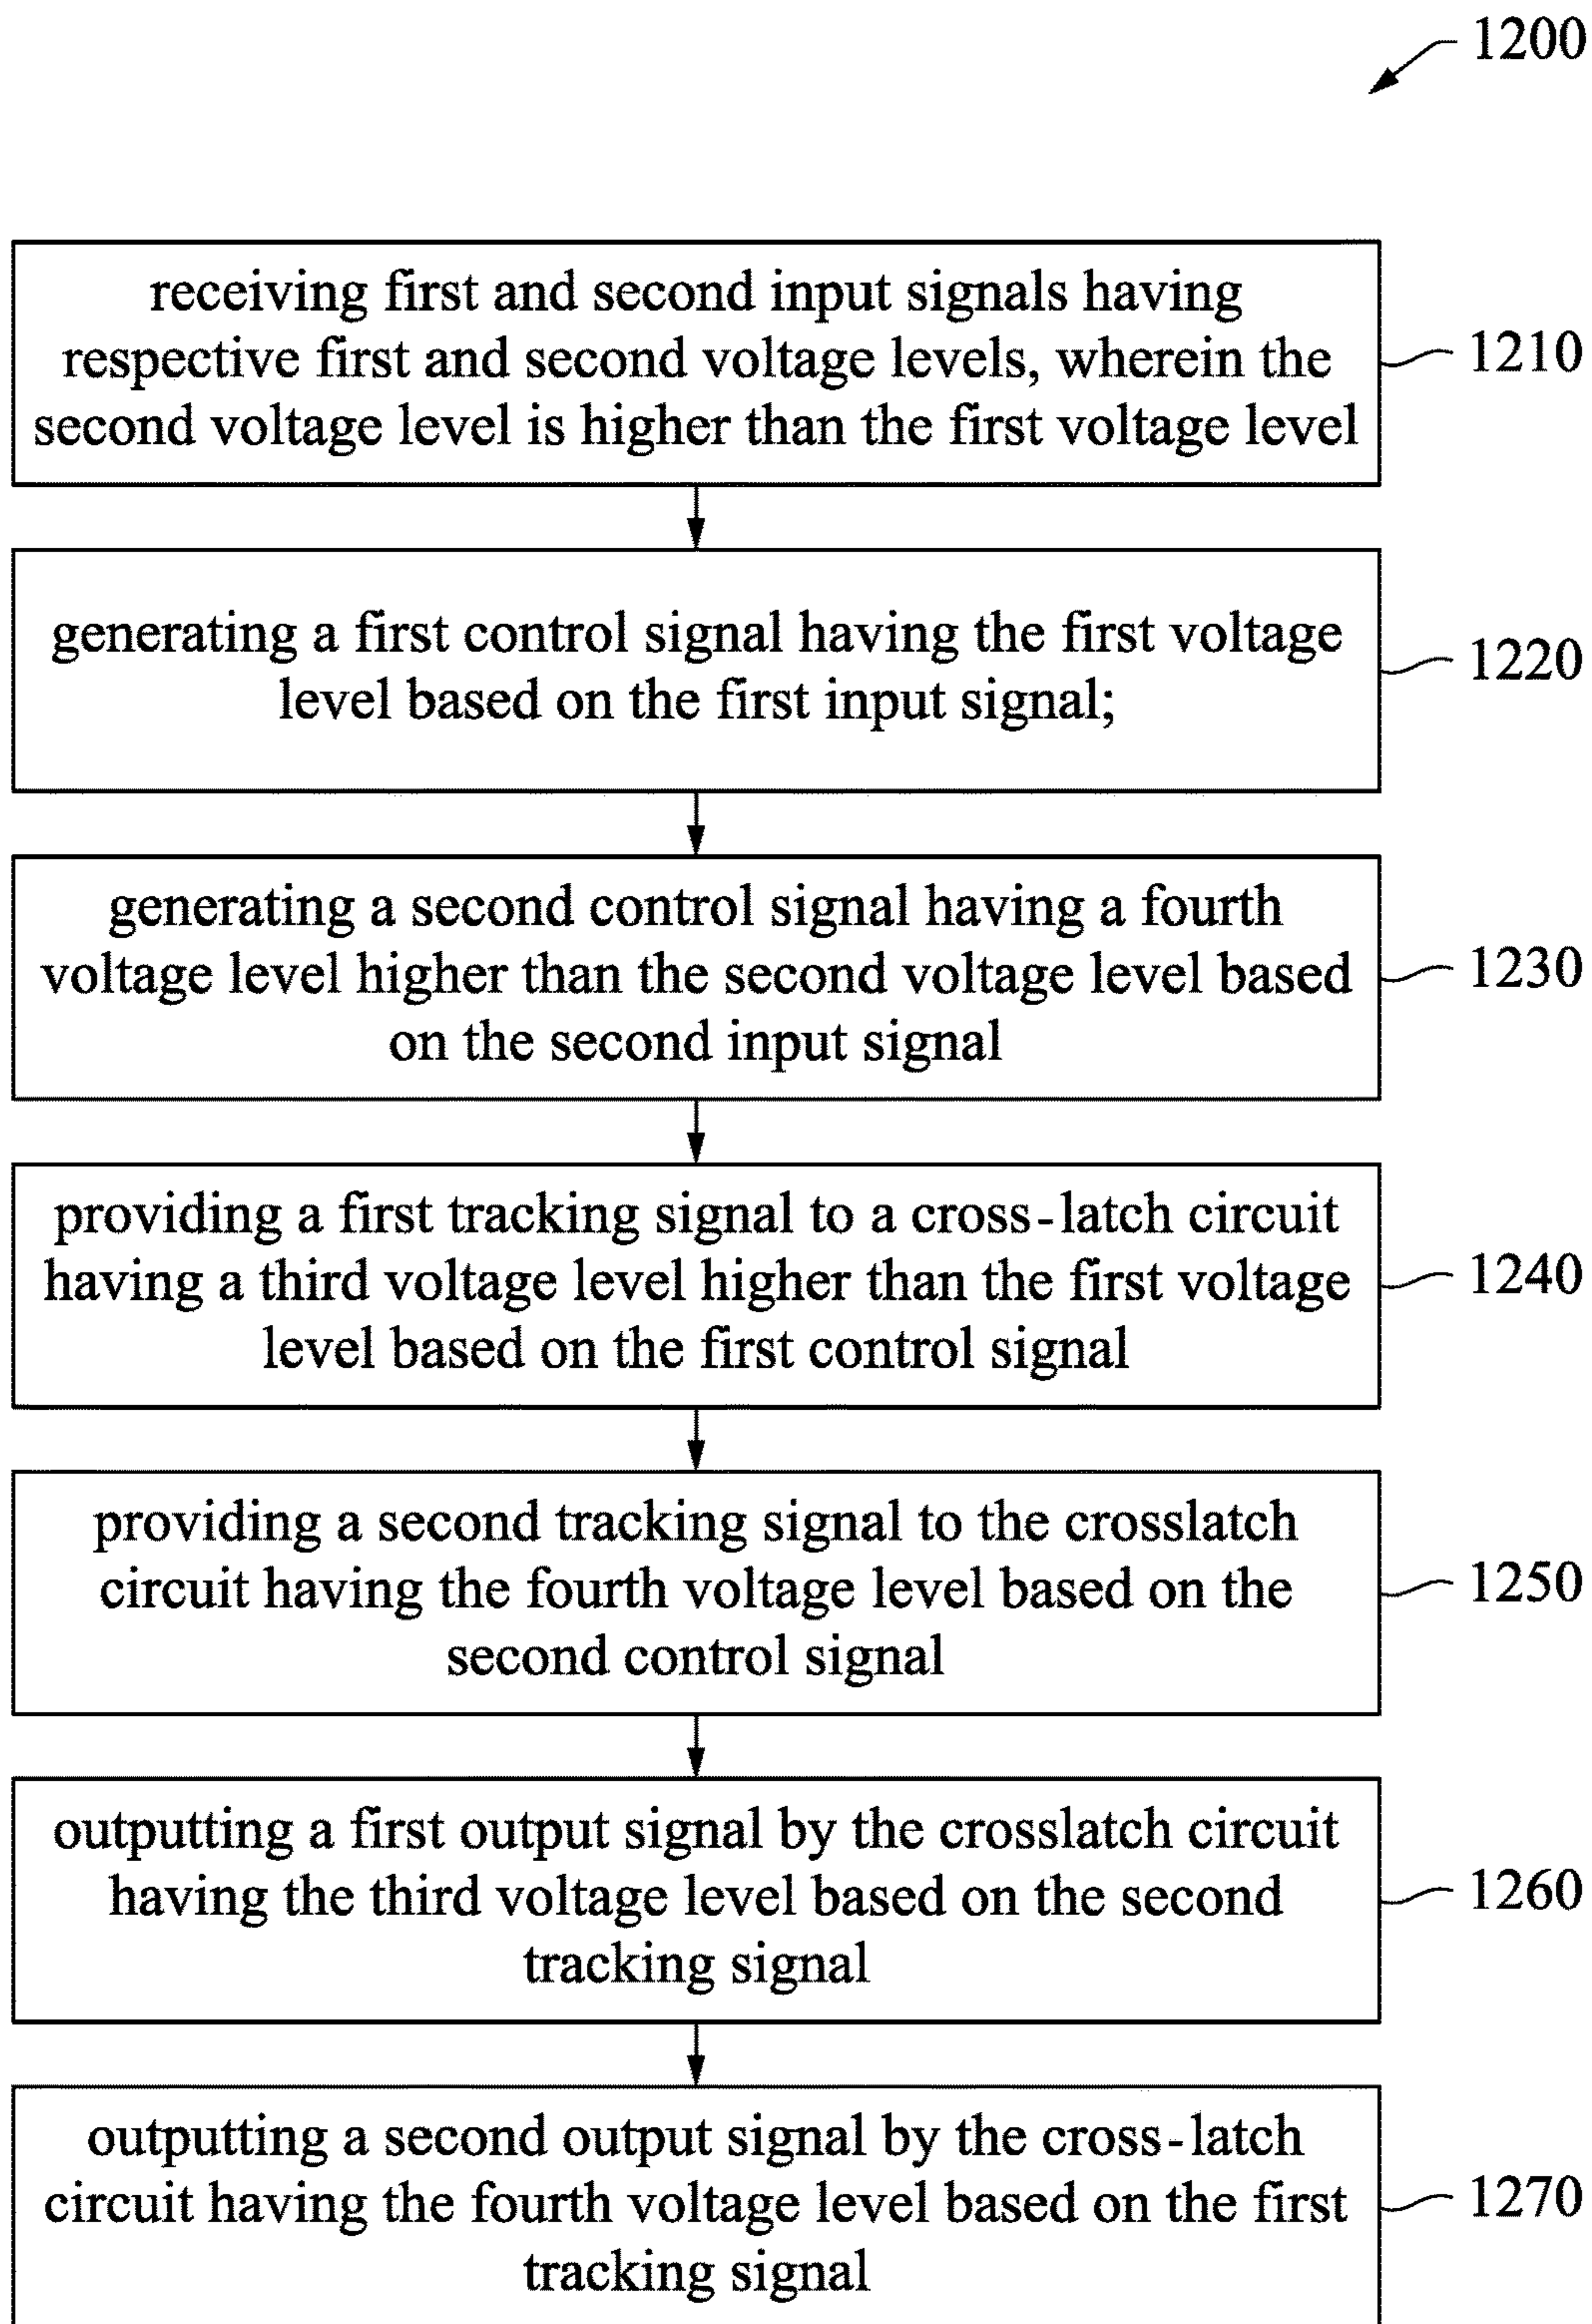 1200
receiving first and second input signals having
respective first and second voltage levels, wherein the
second voltage level is higher than the first voltage level
1210
generating a first control signal having the first voltage
level based on the first input signal;
1220
generating a second control signal having a fourth
voltage level higher than the second voltage level based
on the second input signal
1230
providing a first tracking signal to a cross-latch circuit
having a third voltage level higher than the first voltage
level based on the first control signal
1240
providing a second tracking signal to the crosslatch
circuit having the fourth voltage level based on the
second control signal
1250
outputting a first output signal by the crosslatch circuit
having the third voltage level based on the second
tracking signal
1260
outputting a second output signal by the cross-latch
circuit having the fourth voltage level based on the first
tracking signal
1270